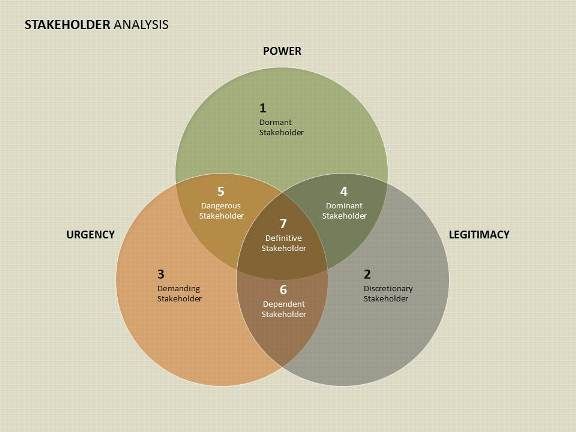 STAKEHOLDER ANALYSIS
POWER
1
Dormant
Stakeholder
5
Dangerous
Stakeholder
4
Dominant
Stakeholder
7
Definitive
Stakeholder
URGENCY
LEGITIMACY
3
Demanding
Stakeholder
6
Dependent
Stakeholder
2
Discretionary
Stakeholder